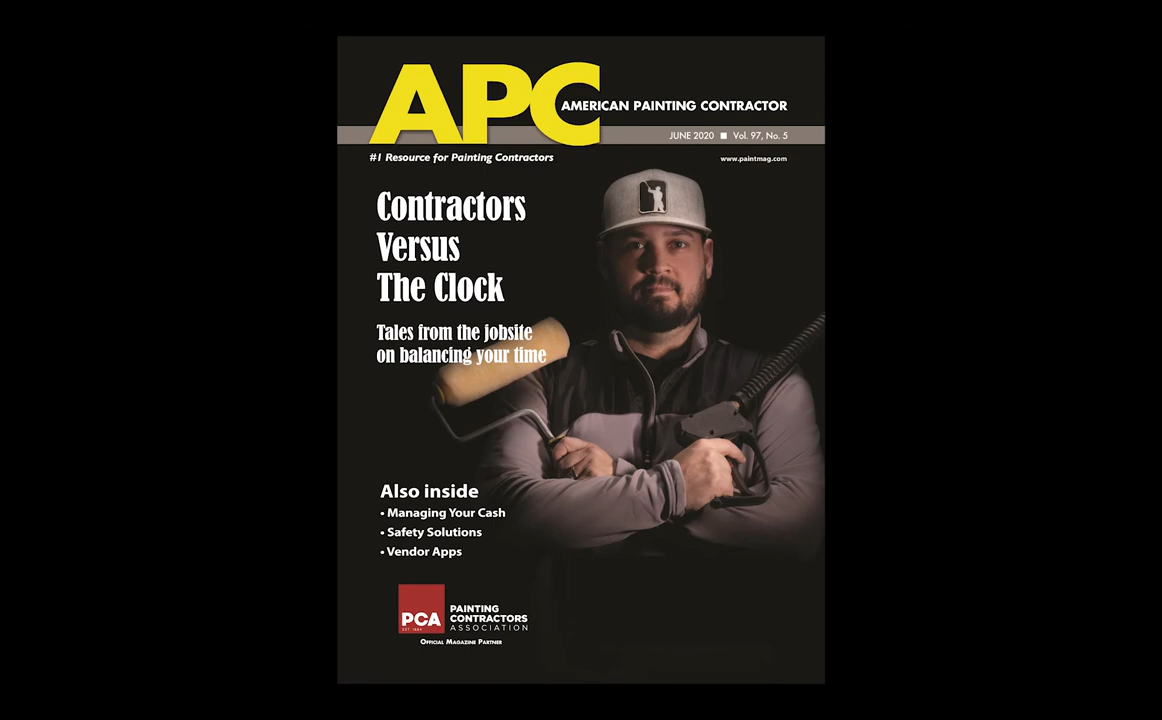 APC
AMERICAN PAINTING CONTRACTOR
JUNE 2020 ■ Vol. 97, No. 5
#1 Resource for Painting Contractors
www.paintmag.com
Contractors
Versus
The Clock
Tales from the jobsite
on balancing your time
Also inside
• Managing Your Cash
• Safety Solutions
• Vendor Apps
PCA
EST. 1884
PAINTING
CONTRACTORS
ASSOCIATION
Official Magazine Partner